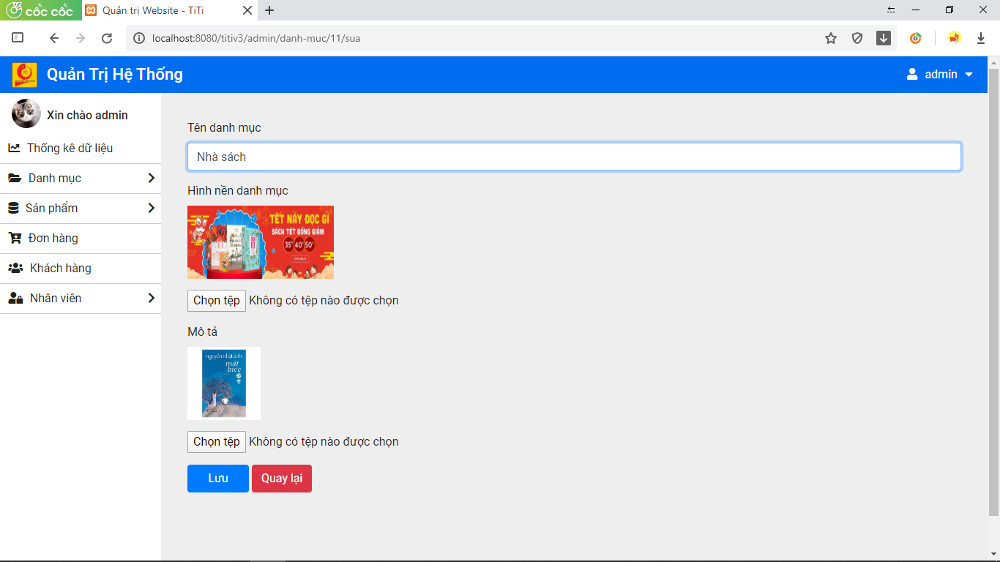 cốc cốc
Quản trị Website - TiTi
localhost:8080/titiv3/admin/danh-muc/11/sua
Quản Trị Hệ Thống
admin
Xin chào admin
Thống kê dữ liệu
Danh mục
Sản phẩm
Đơn hàng
Khách hàng
Nhân viên
Tên danh mục
Nhà sách
Hình nền danh mục
TẾT NÀY ĐỌC GÌ
SÁCH TẾT ĐỒNG GIẢM
35% 40% 50%
Chọn tệp Không có tệp nào được chọn
Mô tả
nguyễn nhật ánh
mắt
biếc
Chọn tệp Không có tệp nào được chọn
Lưu
Quay lại